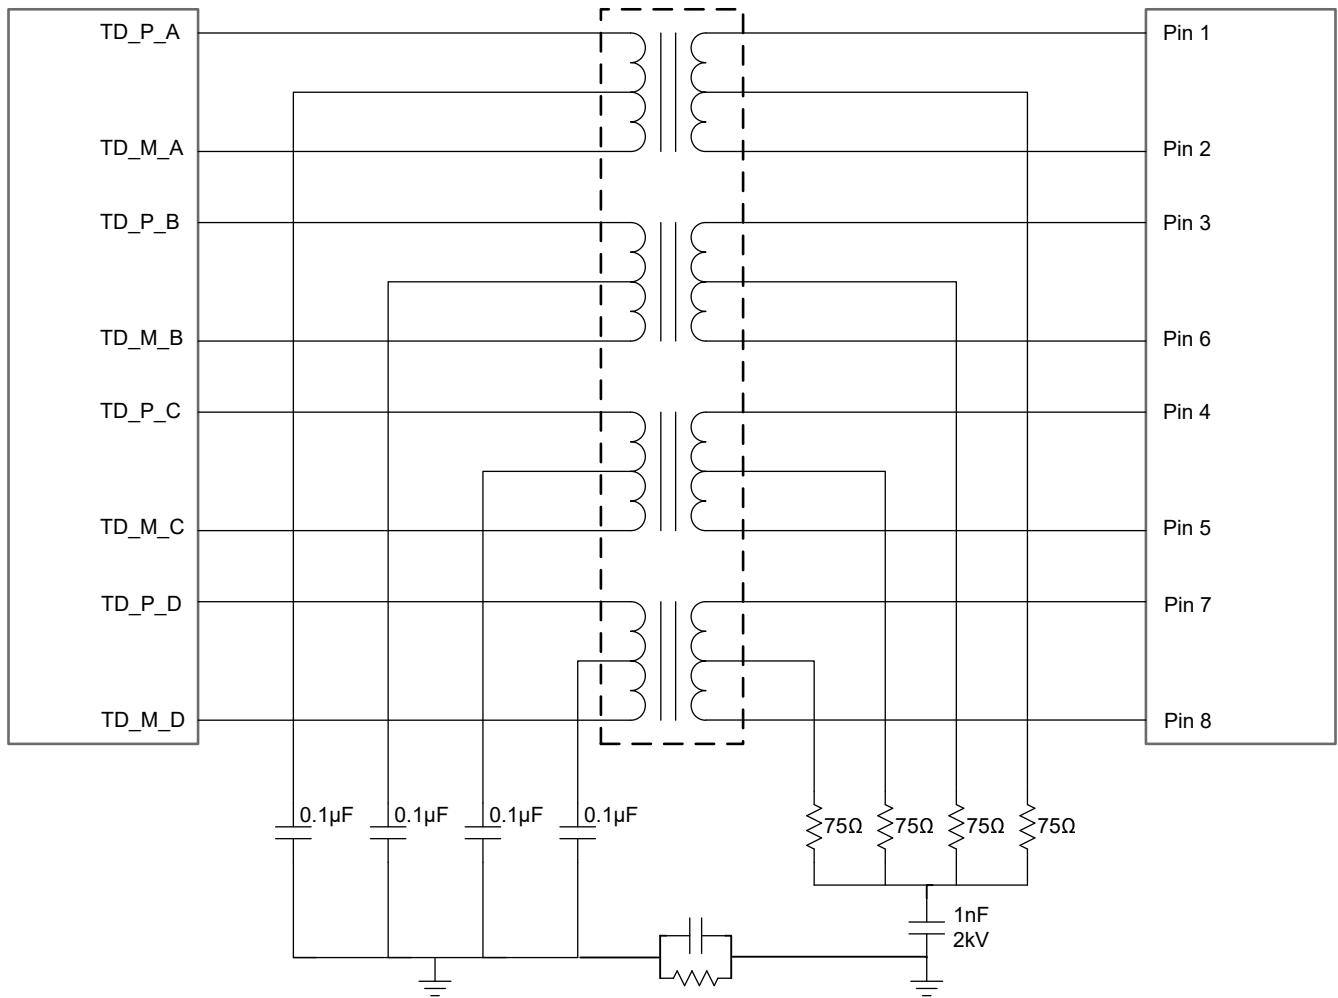 TD_P_A
Pin 1
TD_M_A
Pin 2
TD_P_B
Pin 3
TD_M_B
Pin 6
TD_P_C
Pin 4
TD_M_C
Pin 5
TD_P_D
Pin 7
TD_M_D
Pin 8
0.1µF
0.1µF
0.1µF
0.1µF
75Ω
75Ω
75Ω
75Ω
1nF
2kV